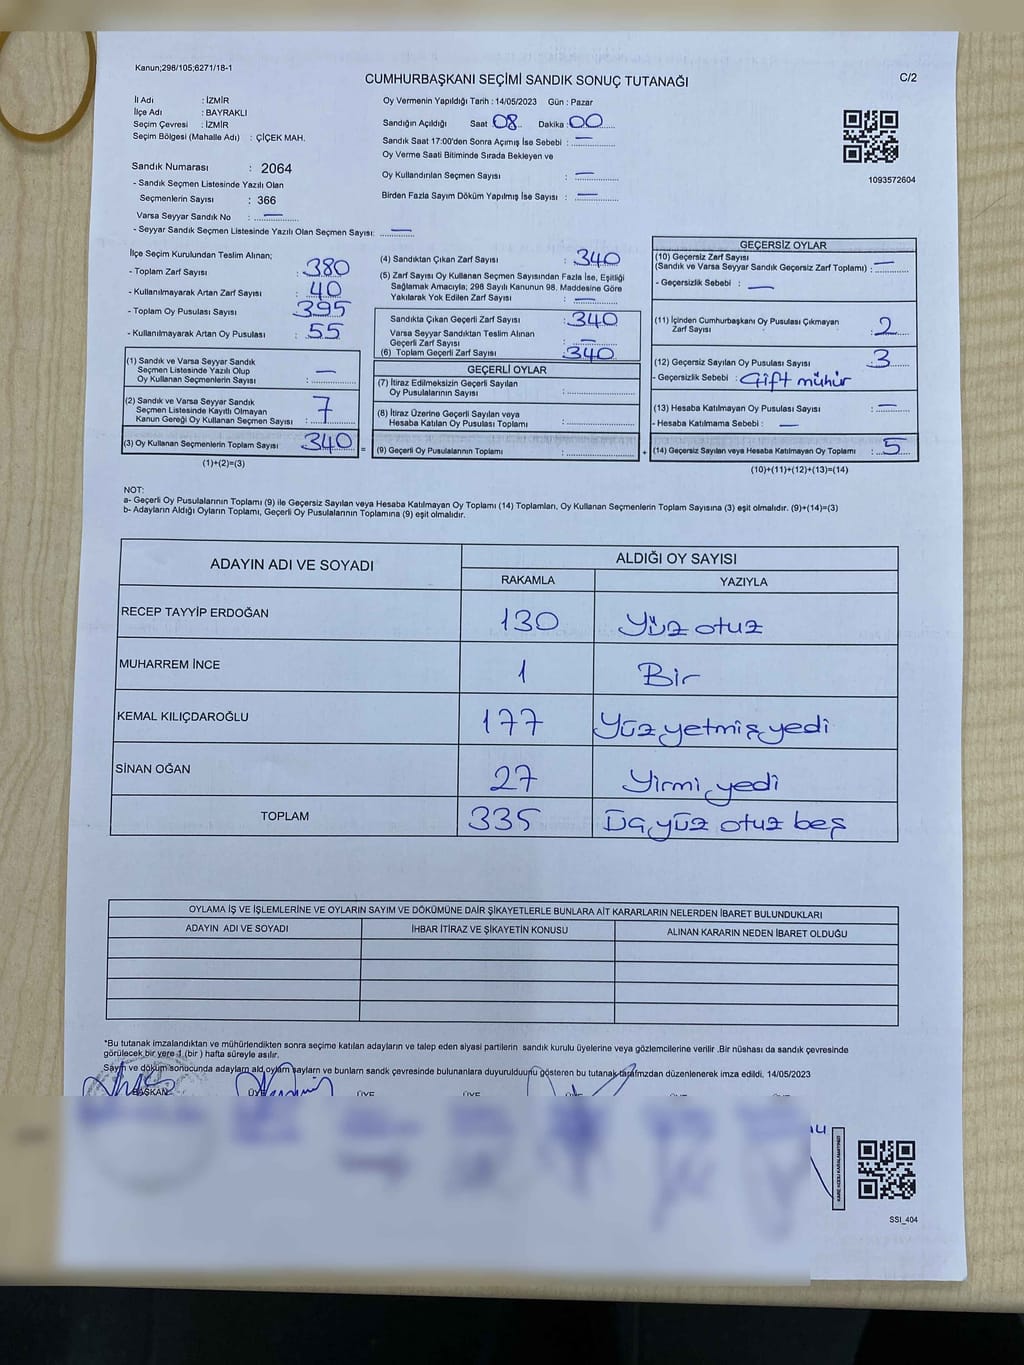 Kanun;298/105;6271/18-1
CUMHURBAŞKANI SEÇİMİ SANDIK SONUÇ TUTANAĞI
C/2
İl Adı : İZMİR
İlçe Adı : BAYRAKLI
Seçim Çevresi : İZMİR
Seçim Bölgesi (Mahalle Adı) : ÇİÇEK MAH.
Oy Vermenin Yapıldığı Tarih : 14/05/2023 Gün : Pazar
Sandığın Açıldığı Saat 08 Dakika : 00
Sandık Saat 17:00'den Sonra Açımış İse Sebebi : —
Oy Verme Saati Bitiminde Sırada Bekleyen ve
Oy Kullandırılan Seçmen Sayısı : —
Birden Fazla Sayım Döküm Yapılmış İse Sayısı : —
1093572604
Sandık Numarası : 2064
- Sandık Seçmen Listesinde Yazılı Olan
Seçmenlerin Sayısı : 366
Varsa Seyyar Sandık No : —
- Seyyar Sandık Seçmen Listesinde Yazılı Olan Seçmen Sayısı: —
İlçe Seçim Kurulundan Teslim Alınan;
- Toplam Zarf Sayısı : 380
- Kullanılmayarak Artan Zarf Sayısı : 40
- Toplam Oy Pusulası Sayısı : 395
- Kullanılmayarak Artan Oy Pusulası : 55
(1) Sandık ve Varsa Seyyar Sandık
Seçmen Listesinde Yazılı Olup
Oy Kullanan Seçmenlerin Sayısı : —
(2) Sandık ve Varsa Seyyar Sandık
Seçmen Listesinde Kayıtlı Olmayan
Kanun Gereği Oy Kullanan Seçmen Sayısı : 7
(3) Oy Kullanan Seçmenlerin Toplam Sayısı : 340
(1)+(2)=(3)
(4) Sandıktan Çıkan Zarf Sayısı : 340
(5) Zarf Sayısı Oy Kullanan Seçmen Sayısından Fazla İse, Eşitliği
Sağlamak Amacıyla; 298 Sayılı Kanunun 98. Maddesine Göre
Yakılarak Yok Edilen Zarf Sayısı : —
Sandıkta Çıkan Geçerli Zarf Sayısı : 340
Varsa Seyyar Sandıktan Teslim Alınan
Geçerli Zarf Sayısı : —
(6) Toplam Geçerli Zarf Sayısı : 340
GEÇERLİ OYLAR
(7) İtiraz Edilmeksizin Geçerli Sayılan
Oy Pusulalarının Sayısı :
(8) İtiraz Üzerine Geçerli Sayılan veya
Hesaba Katılan Oy Pusulası Toplamı :
= (9) Geçerli Oy Pusulalarının Toplamı : +
GEÇERSİZ OYLAR
(10) Geçersiz Zarf Sayısı
(Sandık ve Varsa Seyyar Sandık Geçersiz Zarf Toplamı) : —
- Geçersizlik Sebebi : —
(11) İçinden Cumhurbaşkanı Oy Pusulası Çıkmayan
Zarf Sayısı : 2
(12) Geçersiz Sayılan Oy Pusulası Sayısı : 3
- Geçersizlik Sebebi : Çift mühür
(13) Hesaba Katılmayan Oy Pusulası Sayısı : —
- Hesaba Katılmama Sebebi : —
(14) Geçersiz Sayılan veya Hesaba Katılmayan Oy Toplamı : 5
(10)+(11)+(12)+(13)=(14)
NOT:
a- Geçerli Oy Pusulalarının Toplamı (9) ile Geçersiz Sayılan veya Hesaba Katılmayan Oy Toplamı (14) Toplamları, Oy Kullanan Seçmenlerin Toplam Sayısına (3) eşit olmalıdır. (9)+(14)=(3)
b- Adayların Aldığı Oyların Toplamı, Geçerli Oy Pusulalarının Toplamına (9) eşit olmalıdır.
ADAYIN ADI VE SOYADI
ALDIĞI OY SAYISI
RAKAMLA YAZIYLA
RECEP TAYYİP ERDOĞAN 130 Yüz otuz
MUHARREM İNCE 1 Bir
KEMAL KILIÇDAROĞLU 177 Yüz yetmiş yedi
SİNAN OĞAN 27 Yirmi yedi
TOPLAM 335 Üç yüz otuz beş
OYLAMA İŞ VE İŞLEMLERİNE VE OYLARIN SAYIM VE DÖKÜMÜNE DAİR ŞİKAYETLERLE BUNLARA AİT KARARLARIN NELERDEN İBARET BULUNDUKLARI
ADAYIN ADI VE SOYADI İHBAR İTİRAZ VE ŞİKAYETİN KONUSU ALINAN KARARIN NEDEN İBARET OLDUĞU
*Bu tutanak imzalandıktan ve mühürlendikten sonra seçime katılan adayların ve talep eden siyasi partilerin sandık kurulu üyelerine veya gözlemcilerine verilir .Bir nüshası da sandık çevresinde
görülecek bir yere 1 (bir ) hafta süreyle asılır.
Sayın ve döküm sonucunda adayların ald oyların sayların ve bunların sandk çevresinde bulunanlara duyurulduunu gösteren bu tutanak tarafmzdan düzenlenerek imza edildi. 14/05/2023
BAŞKAN ÜYE ÜYE ÜYE ÜYE
SSI_404